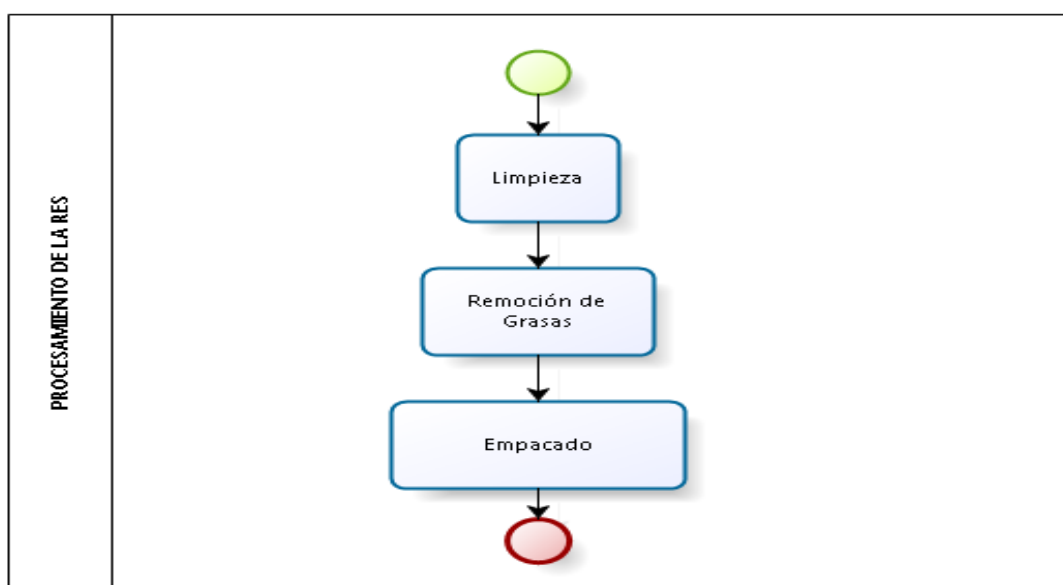 PROCESAMIENTO DE LA RES
Limpieza
Remoción de
Grasas
Empacado